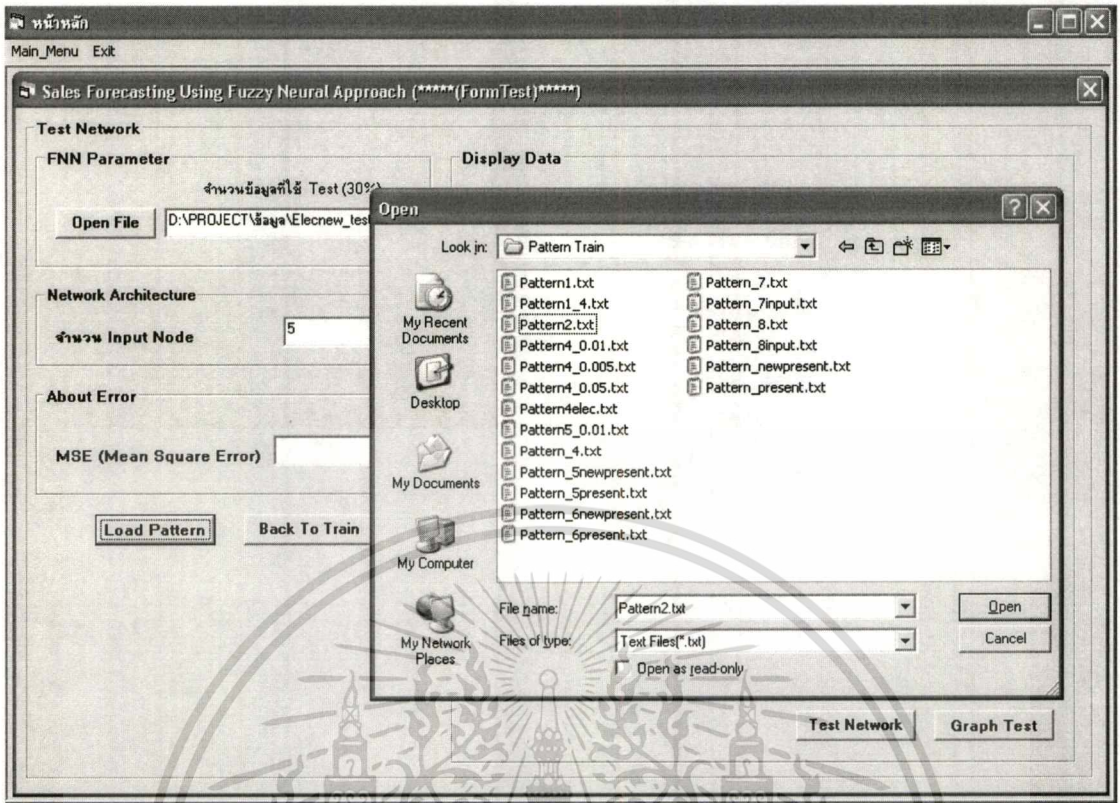 หน้าหลัก
Main_Menu Exit
Sales Forecasting Using Fuzzy Neural Approach (*****(FormTest)*****)
Test Network
FNN Parameter
จำนวนข้อมูลที่ใช้ Test (30%)
Open File D:\PROJECT\ข้อมูล\Elecnew_tes
Network Architecture
จำนวน Input Node 5
About Error
MSE (Mean Square Error)
Load Pattern Back To Train
Display Data
Open
Look in: Pattern Train
My Recent Documents
Desktop
My Documents
My Computer
My Network Places
Pattern1.txt
Pattern1_4.txt
Pattern2.txt
Pattern4_0.01.txt
Pattern4_0.005.txt
Pattern4_0.05.txt
Pattern4elec.txt
Pattern5_0.01.txt
Pattern_4.txt
Pattern_5newpresent.txt
Pattern_5present.txt
Pattern_6newpresent.txt
Pattern_6present.txt
Pattern_7.txt
Pattern_7input.txt
Pattern_8.txt
Pattern_8input.txt
Pattern_newpresent.txt
Pattern_present.txt
File name: Pattern2.txt Open
Files of type: Text Files(*.txt) Cancel
Open as read-only
Test Network Graph Test